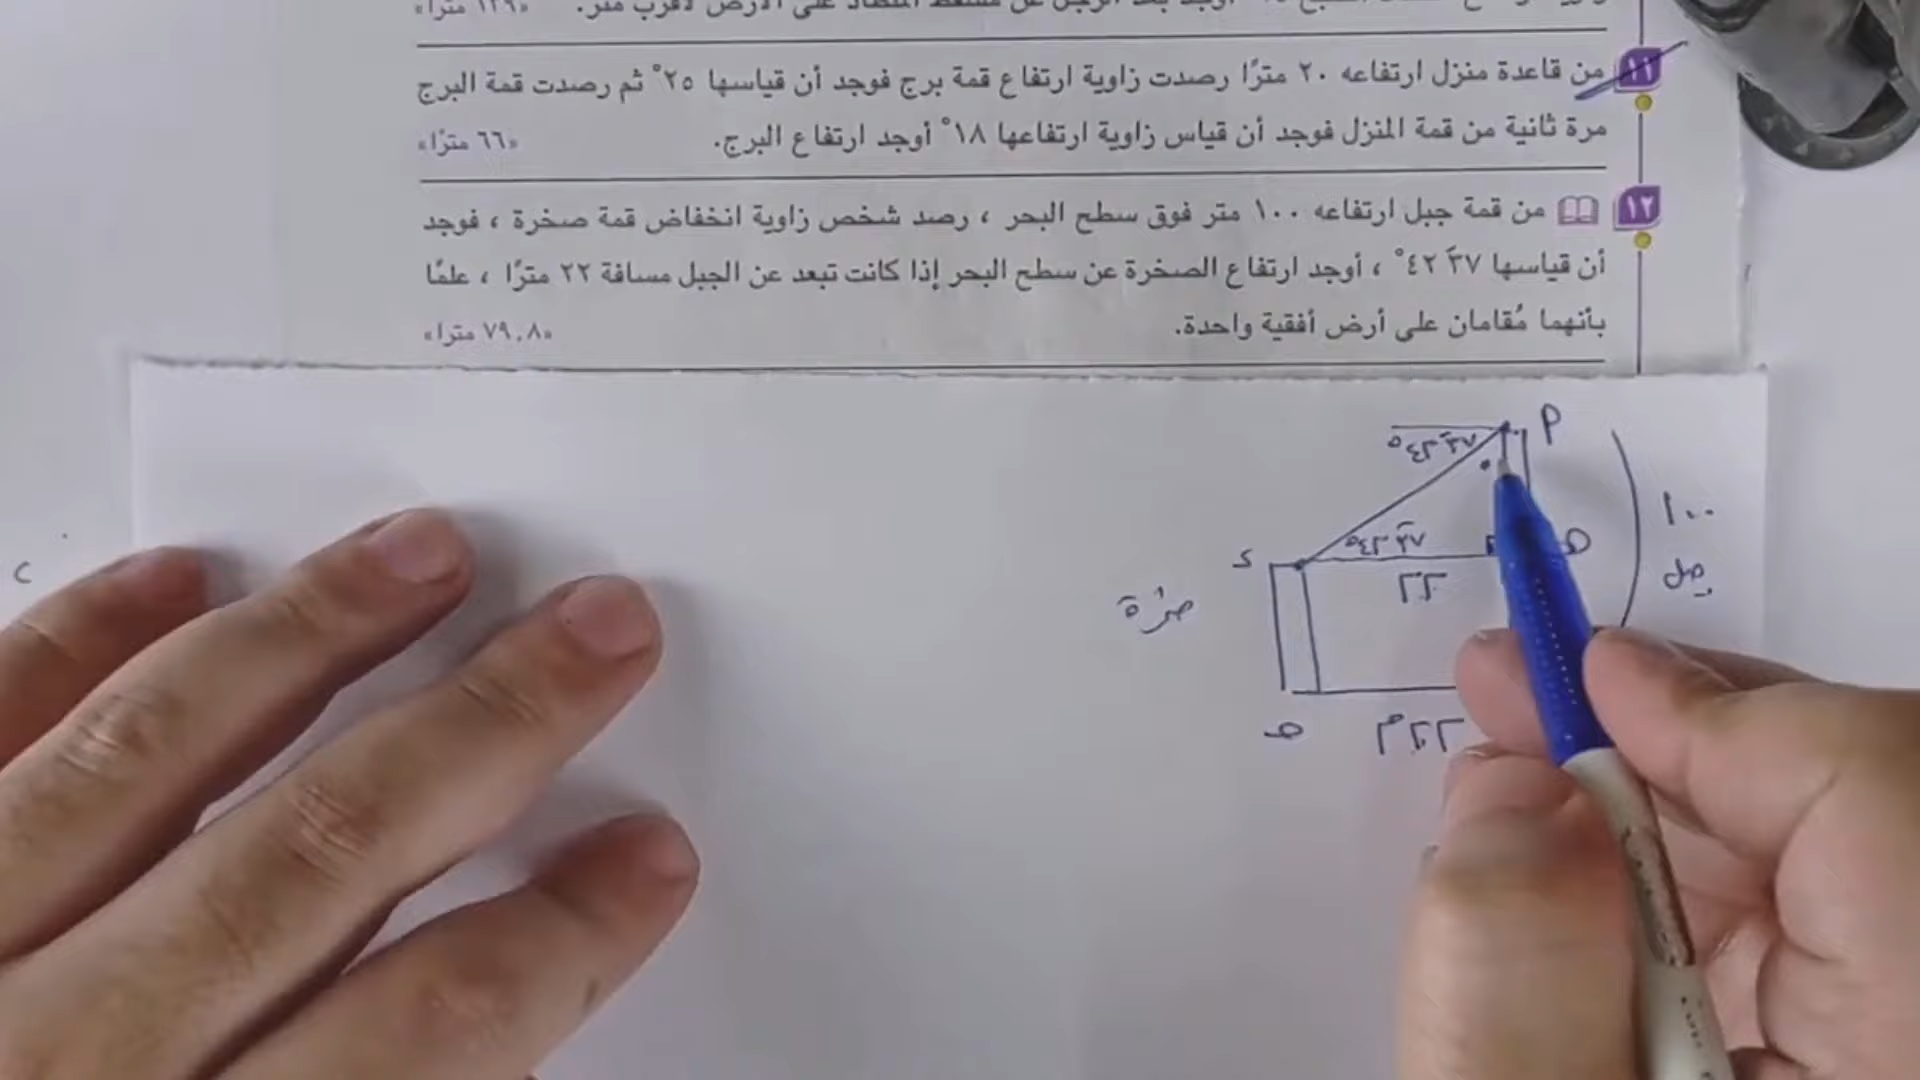 «١٢٩ مترًا»
١١ من قاعدة منزل ارتفاعه ٢٠ مترًا رصدت زاوية ارتفاع قمة برج فوجد أن قياسها ٢٥° ثم رصدت قمة البرج
مرة ثانية من قمة المنزل فوجد أن قياس زاوية ارتفاعها ١٨° أوجد ارتفاع البرج. «٦٦ مترًا»
١٢ من قمة جبل ارتفاعه ١٠٠ متر فوق سطح البحر ، رصد شخص زاوية انخفاض قمة صخرة ، فوجد
أن قياسها ٣٧َ ٤٢° ، أوجد ارتفاع الصخرة عن سطح البحر إذا كانت تبعد عن الجبل مسافة ٢٢ مترًا ، علمًا
بأنهما مُقامان على أرض أفقية واحدة. «٧٩,٨ مترا»
٣٧َ ٤٢°
١٠٠
٣٧َ ٤٢°
ء
٢٢
صخرة
٢٢م